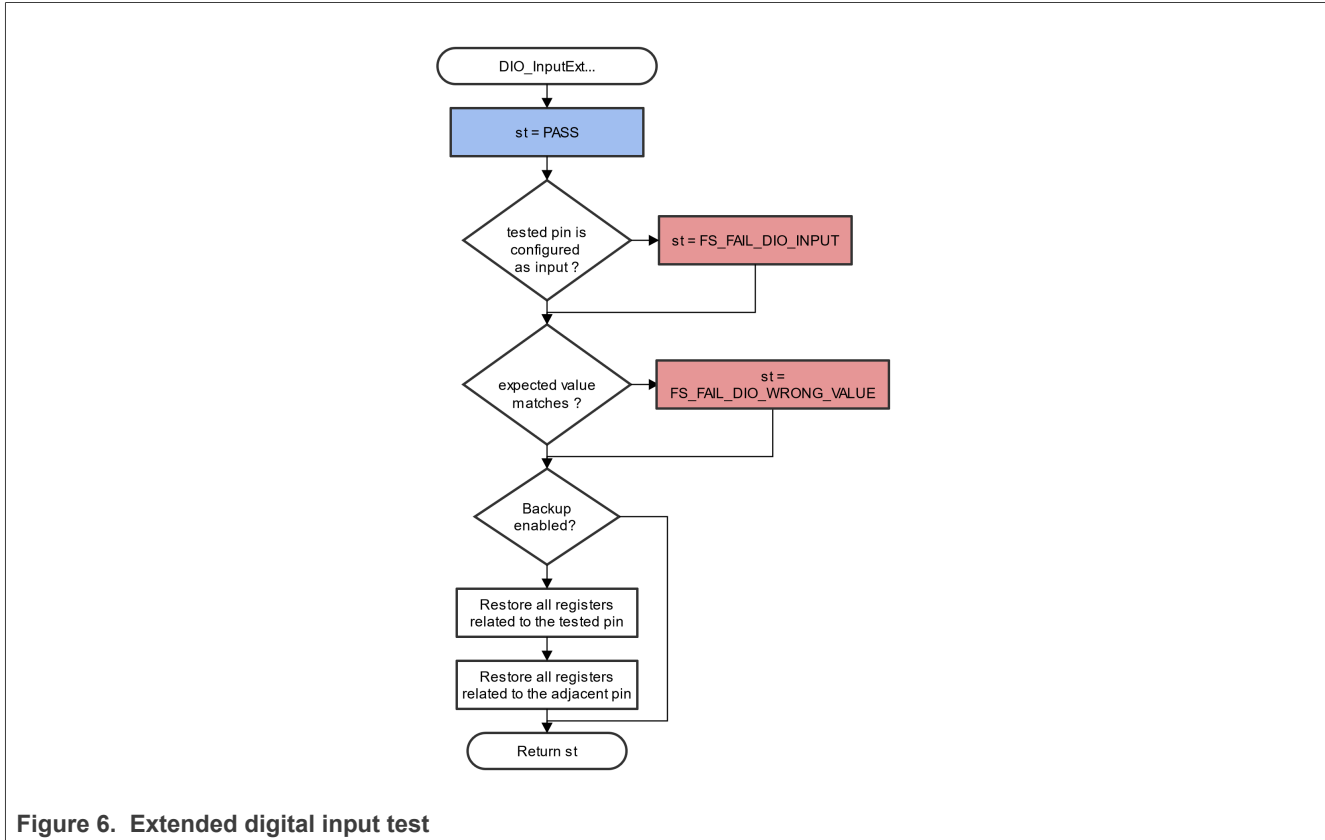 DIO_InputExt...
st = PASS
tested pin is
configured
as input ?
st = FS_FAIL_DIO_INPUT
expected value
matches ?
st =
FS_FAIL_DIO_WRONG_VALUE
Backup
enabled?
Restore all registers
related to the tested pin
Restore all registers
related to the adjacent pin
Return st
Figure 6. Extended digital input test